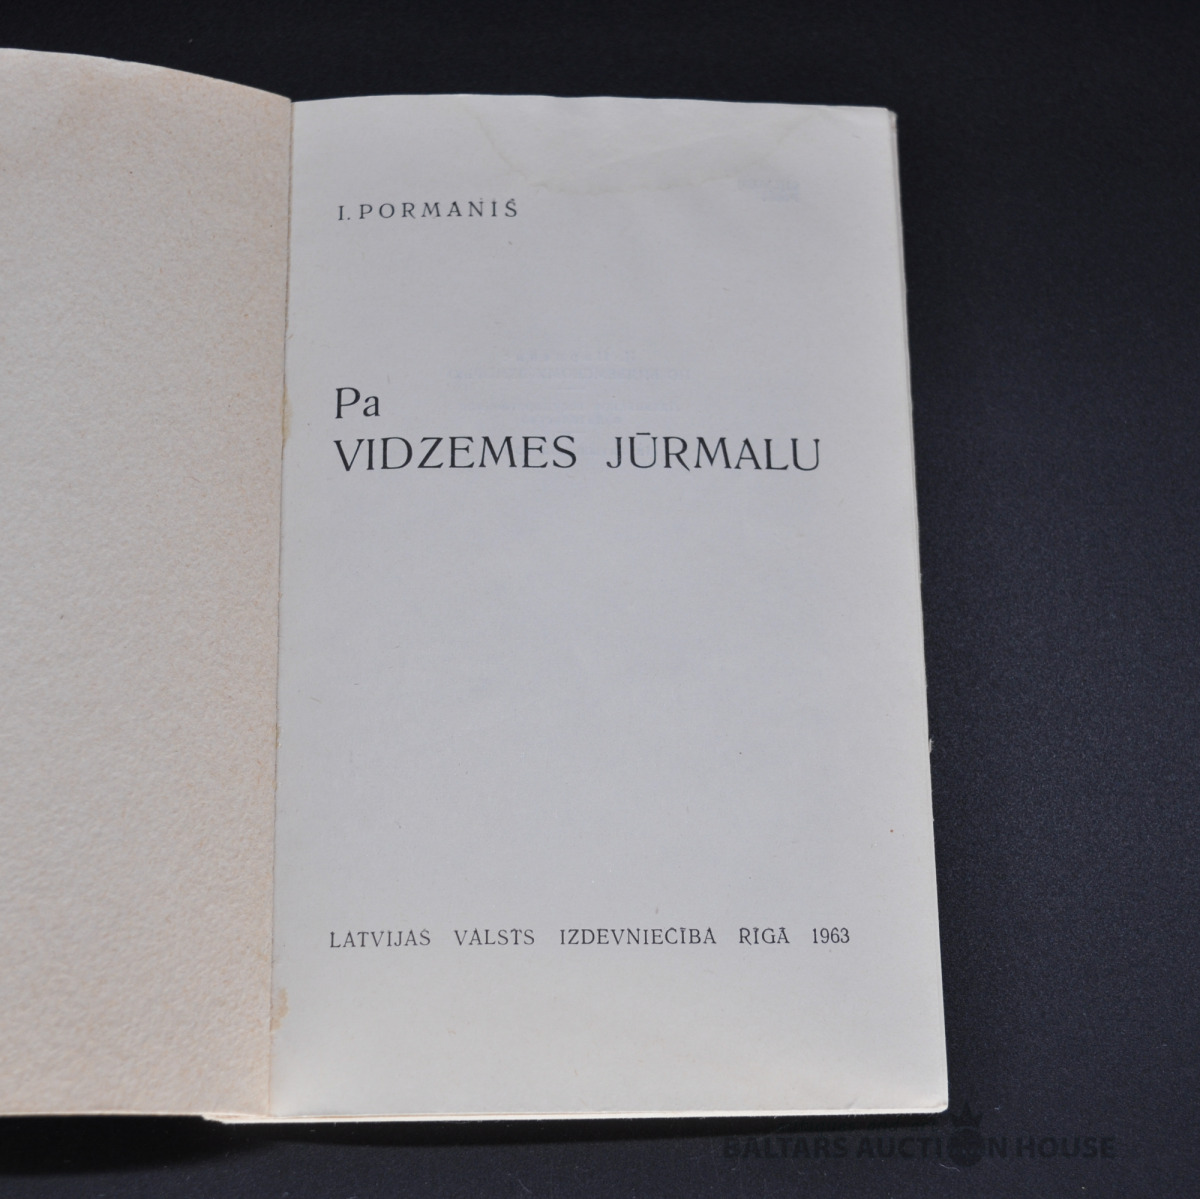 I. PORMANIŠ
Pa
VIDZEMES JŪRMALU
LATVIJAS VALSTS IZDEVNIECĪBA RĪGĀ 1963
BALTARS AUCTION HOUSE